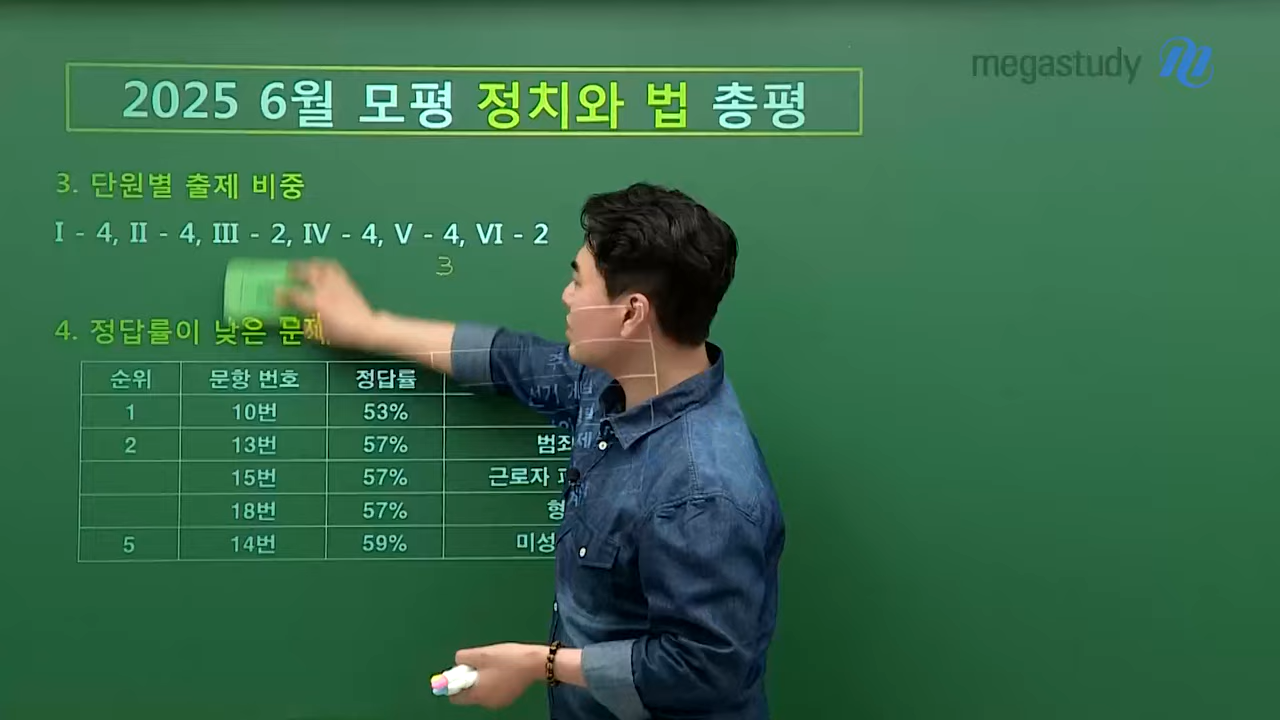 megastudy
2025 6월 모평 정치와 법 총평
3. 단원별 출제 비중
I - 4, II - 4, III - 2, IV - 4, V - 4, VI - 2
3
4. 정답률이 낮은 문제
순위 문항 번호 정답률
1 10번 53%
2 13번 57% 범죄
15번 57% 근로자
18번 57% 형
5 14번 59% 미성